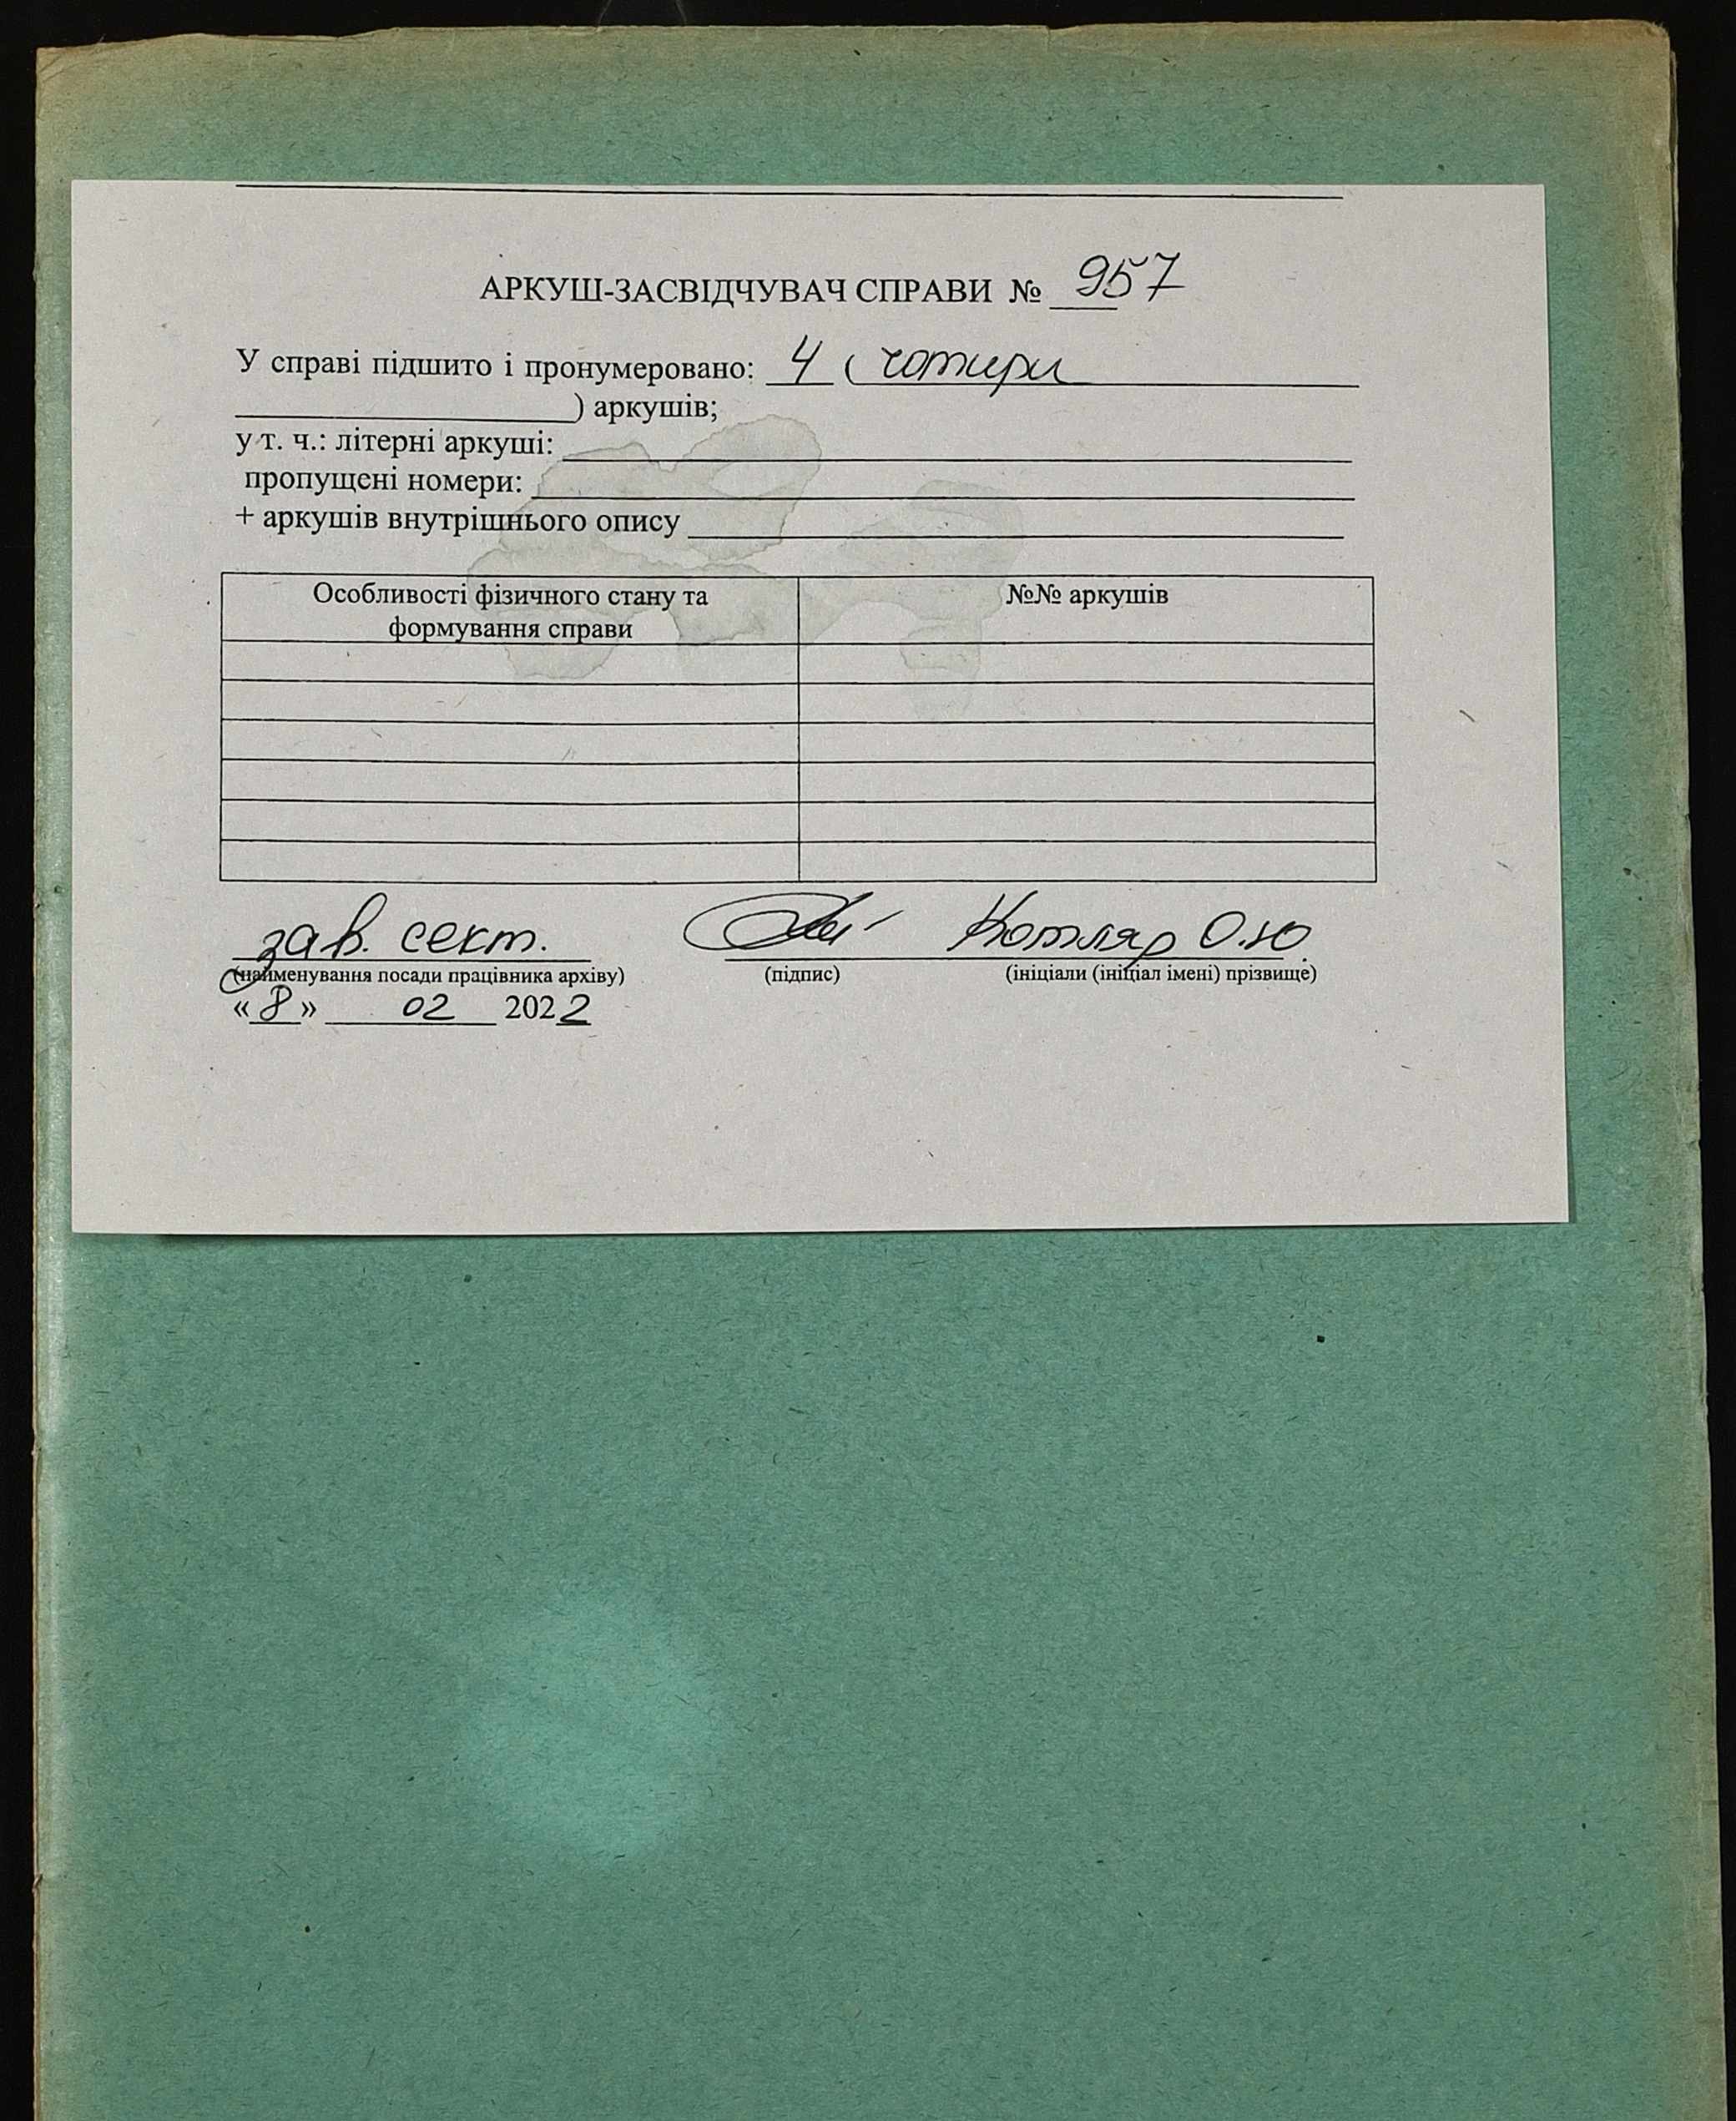 АРКУШ-ЗАСВІДЧУВАЧ СПРАВИ № 957
У справі підшито і пронумеровано: 4 ( чотири
) аркушів;
у т. ч.: літерні аркуші:
пропущені номери:
+ аркушів внутрішнього опису
Особливості фізичного стану та №№ аркушів
формування справи
зав. сект. Котляр О.Ю.
(найменування посади працівника архіву) (підпис) (ініціали (ініціал імені) прізвище)
«8» 02 2022